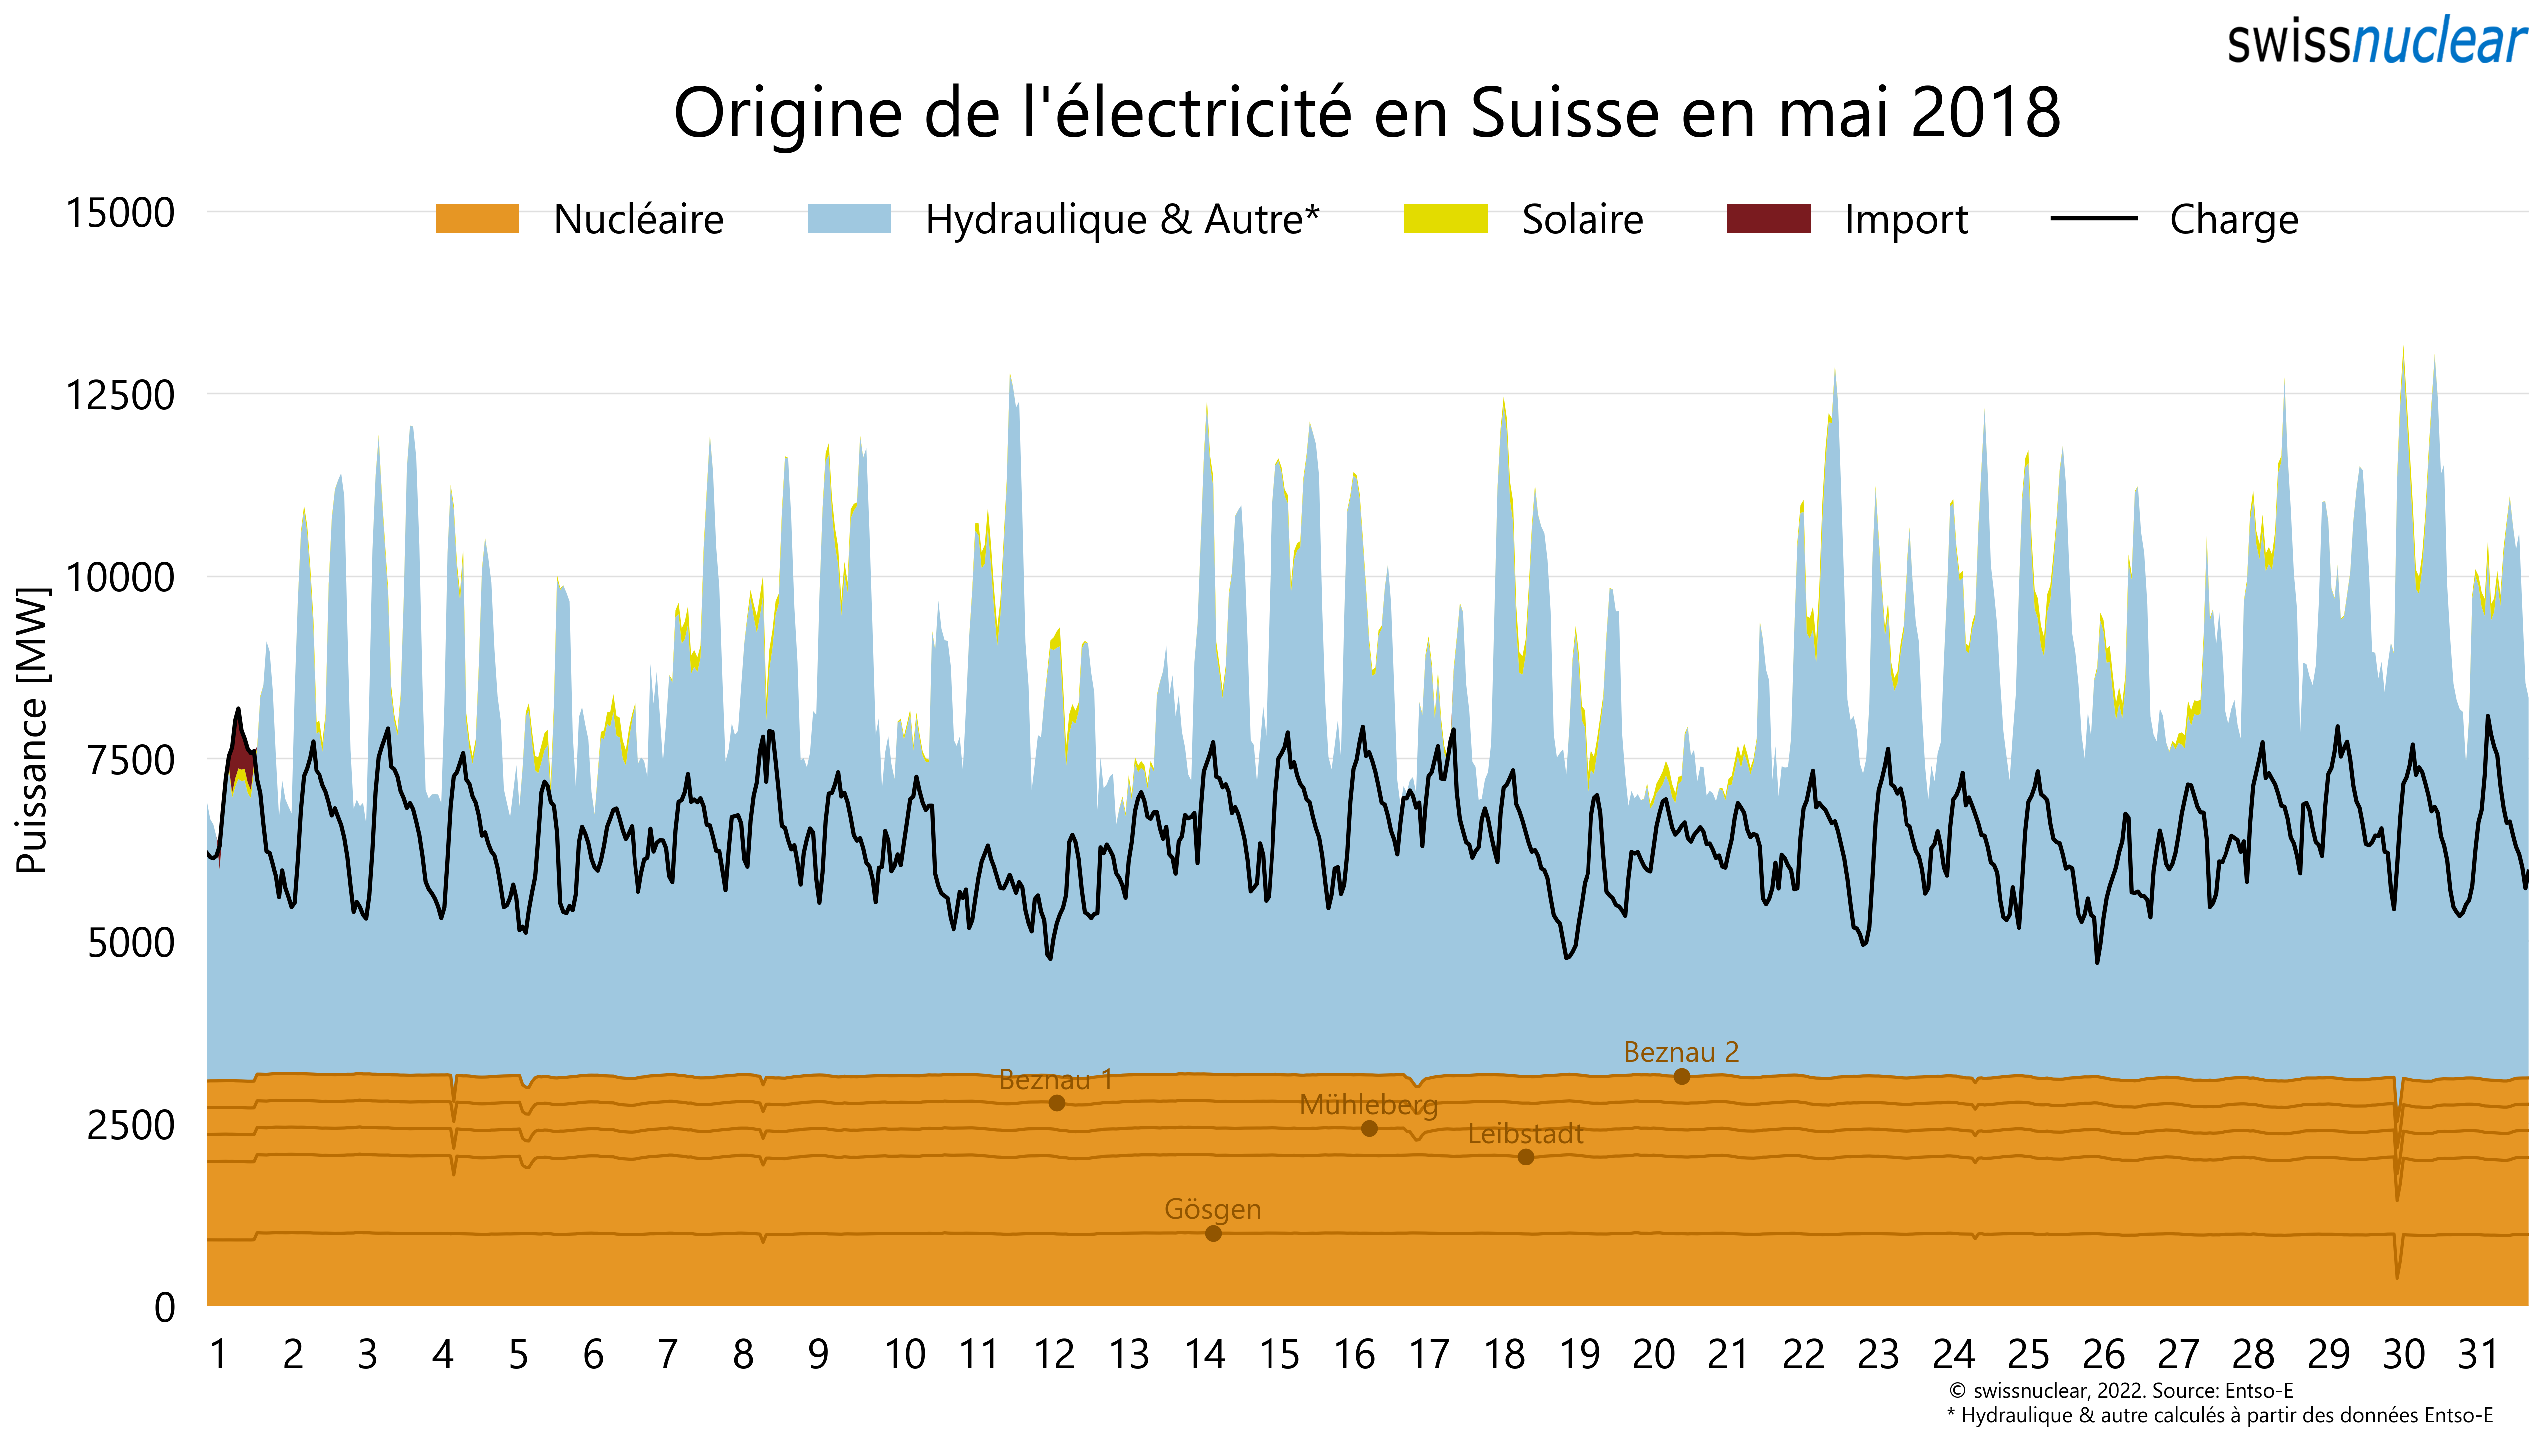 swissnuclear
Origine de l'électricité en Suisse en mai 2018
Nucléaire Hydraulique & Autre* Solaire Import Charge
Puissance [MW]
15000
12500
10000
7500
5000
2500
0
Beznau 2
Beznau 1
Mühleberg
Leibstadt
Gösgen
1 2 3 4 5 6 7 8 9 10 11 12 13 14 15 16 17 18 19 20 21 22 23 24 25 26 27 28 29 30 31
© swissnuclear, 2022. Source: Entso-E
* Hydraulique & autre calculés à partir des données Entso-E